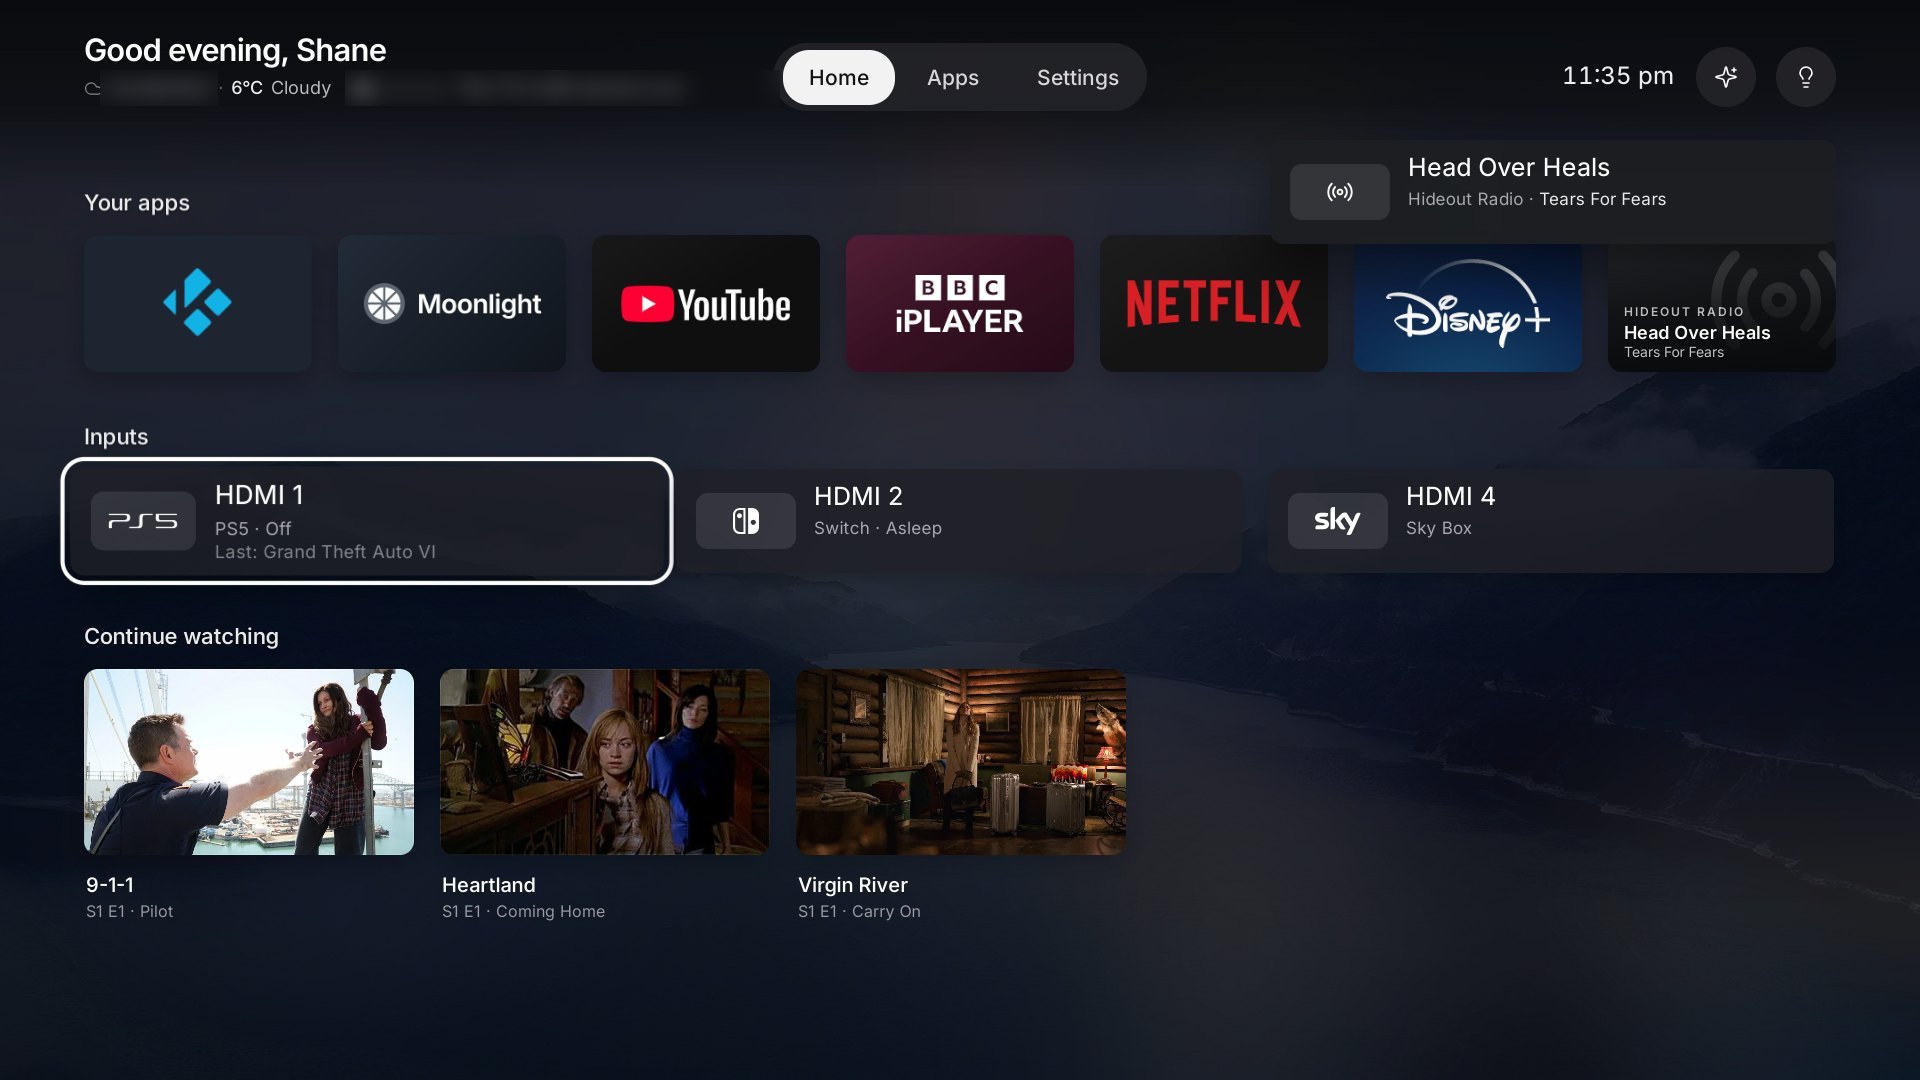 Good evening, Shane
· 6°C Cloudy
Home
Apps
Settings
11:35 pm
Head Over Heals
Hideout Radio · Tears For Fears
Your apps
Moonlight
YouTube
BBC
iPLAYER
NETFLIX
Disney+
HIDEOUT RADIO
Head Over Heals
Tears For Fears
Inputs
PS5
HDMI 1
PS5 · Off
Last: Grand Theft Auto VI
HDMI 2
Switch · Asleep
sky
HDMI 4
Sky Box
Continue watching
9-1-1
S1 E1 · Pilot
Heartland
S1 E1 · Coming Home
Virgin River
S1 E1 · Carry On